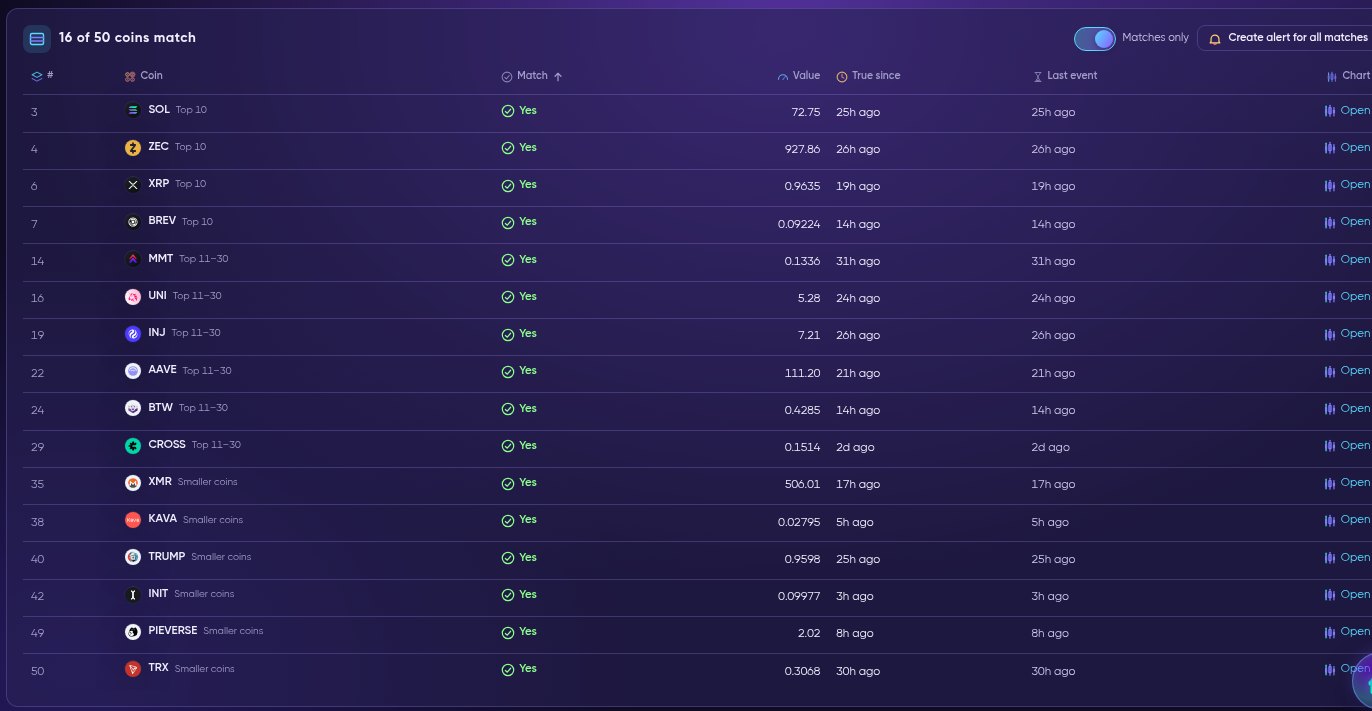 16 of 50 coins match Matches only Create alert for all matches
# Coin Match ↑ Value True since Last event Chart
3 SOL Top 10 Yes 72.75 25h ago 25h ago Open
4 ZEC Top 10 Yes 927.86 26h ago 26h ago Open
6 XRP Top 10 Yes 0.9635 19h ago 19h ago Open
7 BREV Top 10 Yes 0.09224 14h ago 14h ago Open
14 MMT Top 11–30 Yes 0.1336 31h ago 31h ago Open
16 UNI Top 11–30 Yes 5.28 24h ago 24h ago Open
19 INJ Top 11–30 Yes 7.21 26h ago 26h ago Open
22 AAVE Top 11–30 Yes 111.20 21h ago 21h ago Open
24 BTW Top 11–30 Yes 0.4285 14h ago 14h ago Open
29 CROSS Top 11–30 Yes 0.1514 2d ago 2d ago Open
35 XMR Smaller coins Yes 506.01 17h ago 17h ago Open
38 KAVA Smaller coins Yes 0.02795 5h ago 5h ago Open
40 TRUMP Smaller coins Yes 0.9598 25h ago 25h ago Open
42 INIT Smaller coins Yes 0.09977 3h ago 3h ago Open
49 PIEVERSE Smaller coins Yes 2.02 8h ago 8h ago Open
50 TRX Smaller coins Yes 0.3068 30h ago 30h ago Open